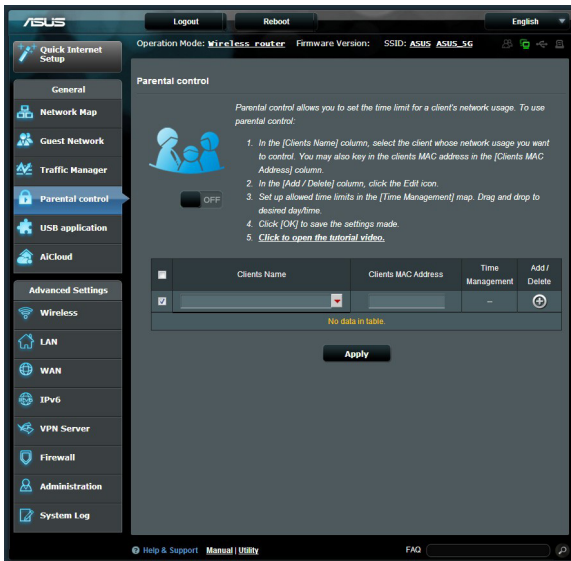 ASUS
Logout
Reboot
English
Quick Internet
Setup
Operation Mode: Wireless router Firmware Version: SSID: ASUS ASUS_5G
General
Network Map
Guest Network
Traffic Manager
Parental control
USB application
AiCloud
Advanced Settings
Wireless
LAN
WAN
IPv6
VPN Server
Firewall
Administration
System Log
Parental control
Parental control allows you to set the time limit for a client's network usage. To use
parental control:
1. In the [Clients Name] column, select the client whose network usage you want
to control. You may also key in the clients MAC address in the [Clients MAC
Address] column.
2. In the [Add / Delete] column, click the Edit icon.
3. Set up allowed time limits in the [Time Management] map. Drag and drop to
desired day/time.
4. Click [OK] to save the settings made.
5. Click to open the tutorial video.
OFF
Clients Name
Clients MAC Address
Time
Management
Add /
Delete
–
No data in table.
Apply
Help & Support Manual | Utility FAQ